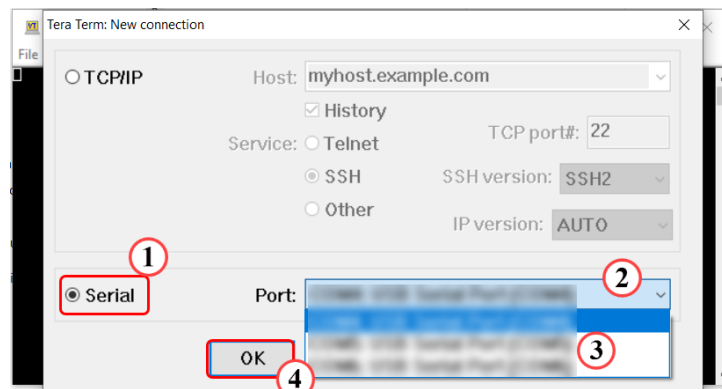 VT Tera Term: New connection
File
TCP/IP Host: myhost.example.com
History
Service: Telnet TCP port#: 22
SSH SSH version: SSH2
Other IP version: AUTO
1
2
Serial Port:
3
OK
4